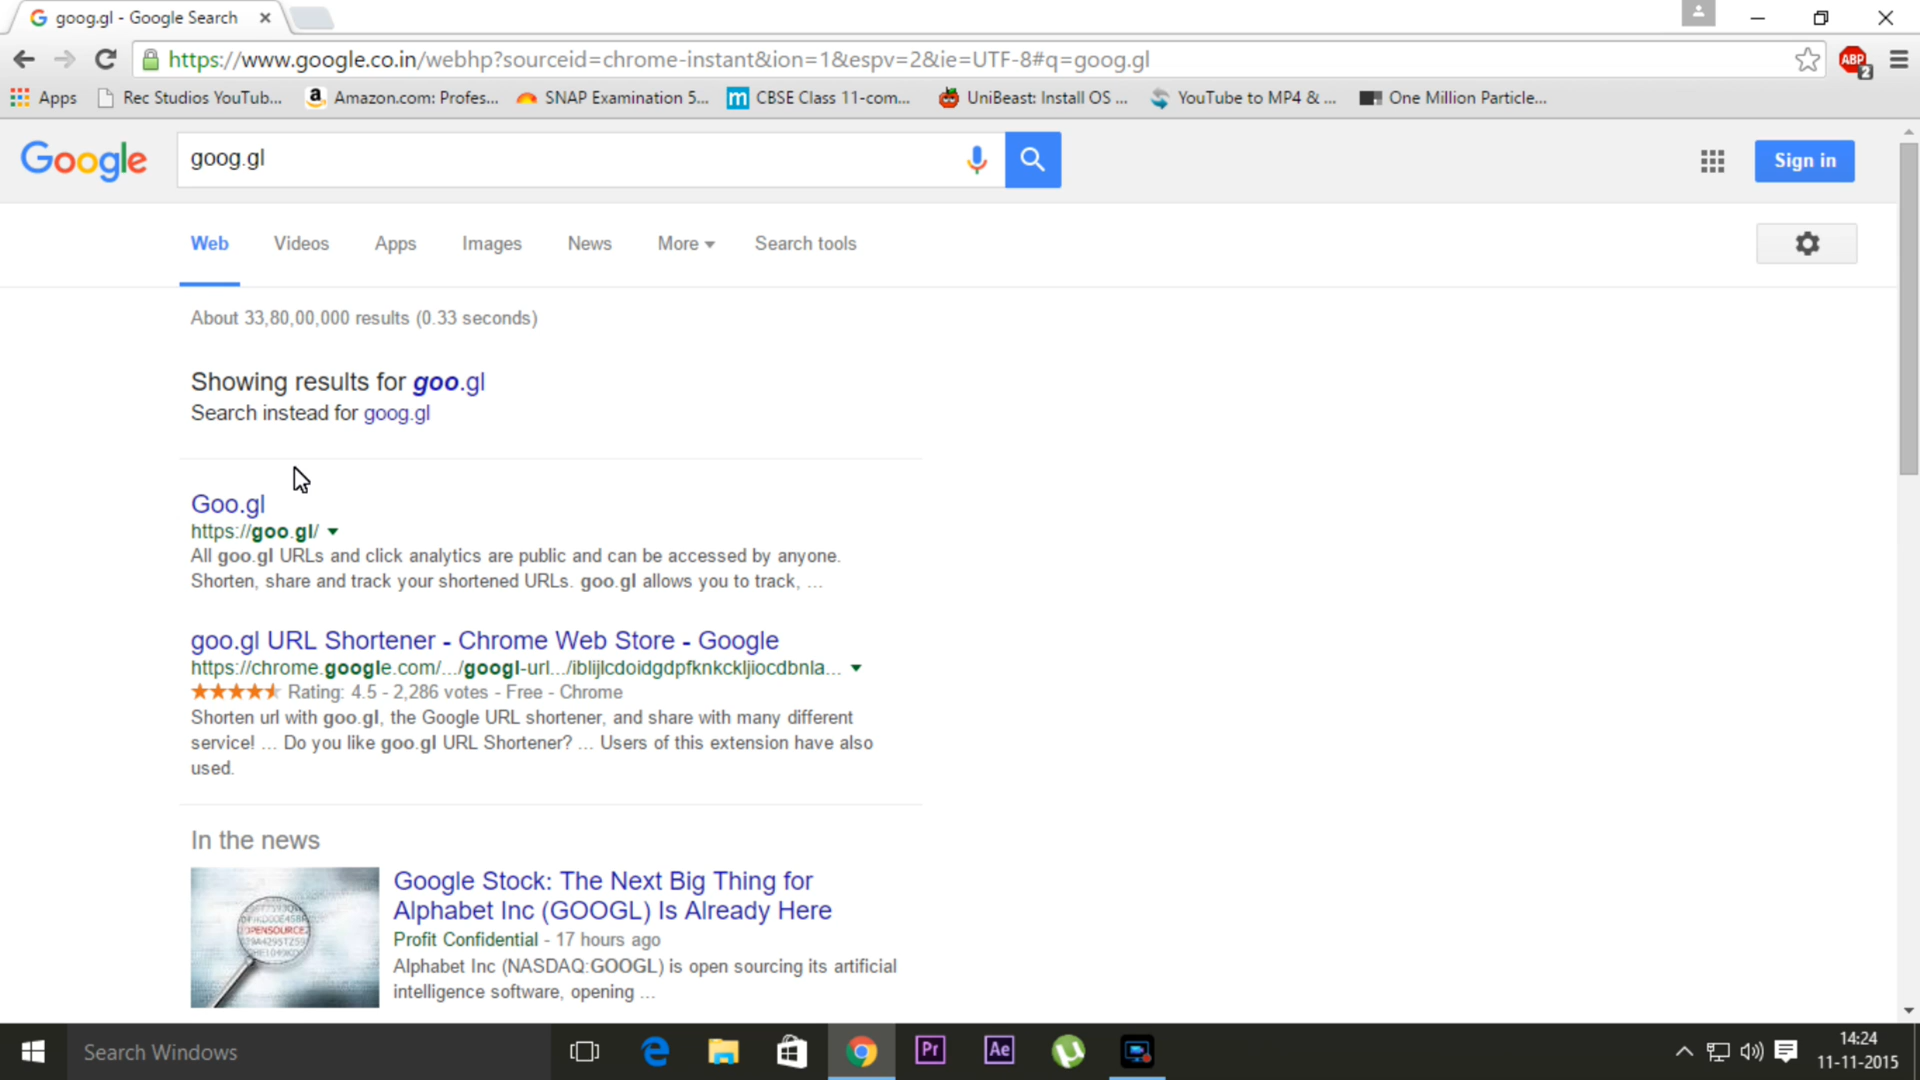 goog.gl - Google Search
https://www.google.co.in/webhp?sourceid=chrome-instant&ion=1&espv=2&ie=UTF-8#q=goog.gl
ABP
2
Apps
Rec Studios YouTub...
Amazon.com: Profes...
SNAP Examination 5...
CBSE Class 11-com...
UniBeast: Install OS ...
YouTube to MP4 & ...
One Million Particle...
Google
goog.gl
Sign in
Web
Videos
Apps
Images
News
More
Search tools
About 33,80,00,000 results (0.33 seconds)
Showing results for goo.gl
Search instead for goog.gl
Goo.gl
https://goo.gl/
All goo.gl URLs and click analytics are public and can be accessed by anyone.
Shorten, share and track your shortened URLs. goo.gl allows you to track, ...
goo.gl URL Shortener - Chrome Web Store - Google
https://chrome.google.com/.../googl-url.../iblijlcdoidgdpfknkckljiocdbnla...
Rating: 4.5 - 2,286 votes - Free - Chrome
Shorten url with goo.gl, the Google URL shortener, and share with many different
service! ... Do you like goo.gl URL Shortener? ... Users of this extension have also
used.
In the news
OPENSOURCE
Google Stock: The Next Big Thing for
Alphabet Inc (GOOGL) Is Already Here
Profit Confidential - 17 hours ago
Alphabet Inc (NASDAQ:GOOGL) is open sourcing its artificial
intelligence software, opening ...
Search Windows
Pr
Ae
14:24
11-11-2015